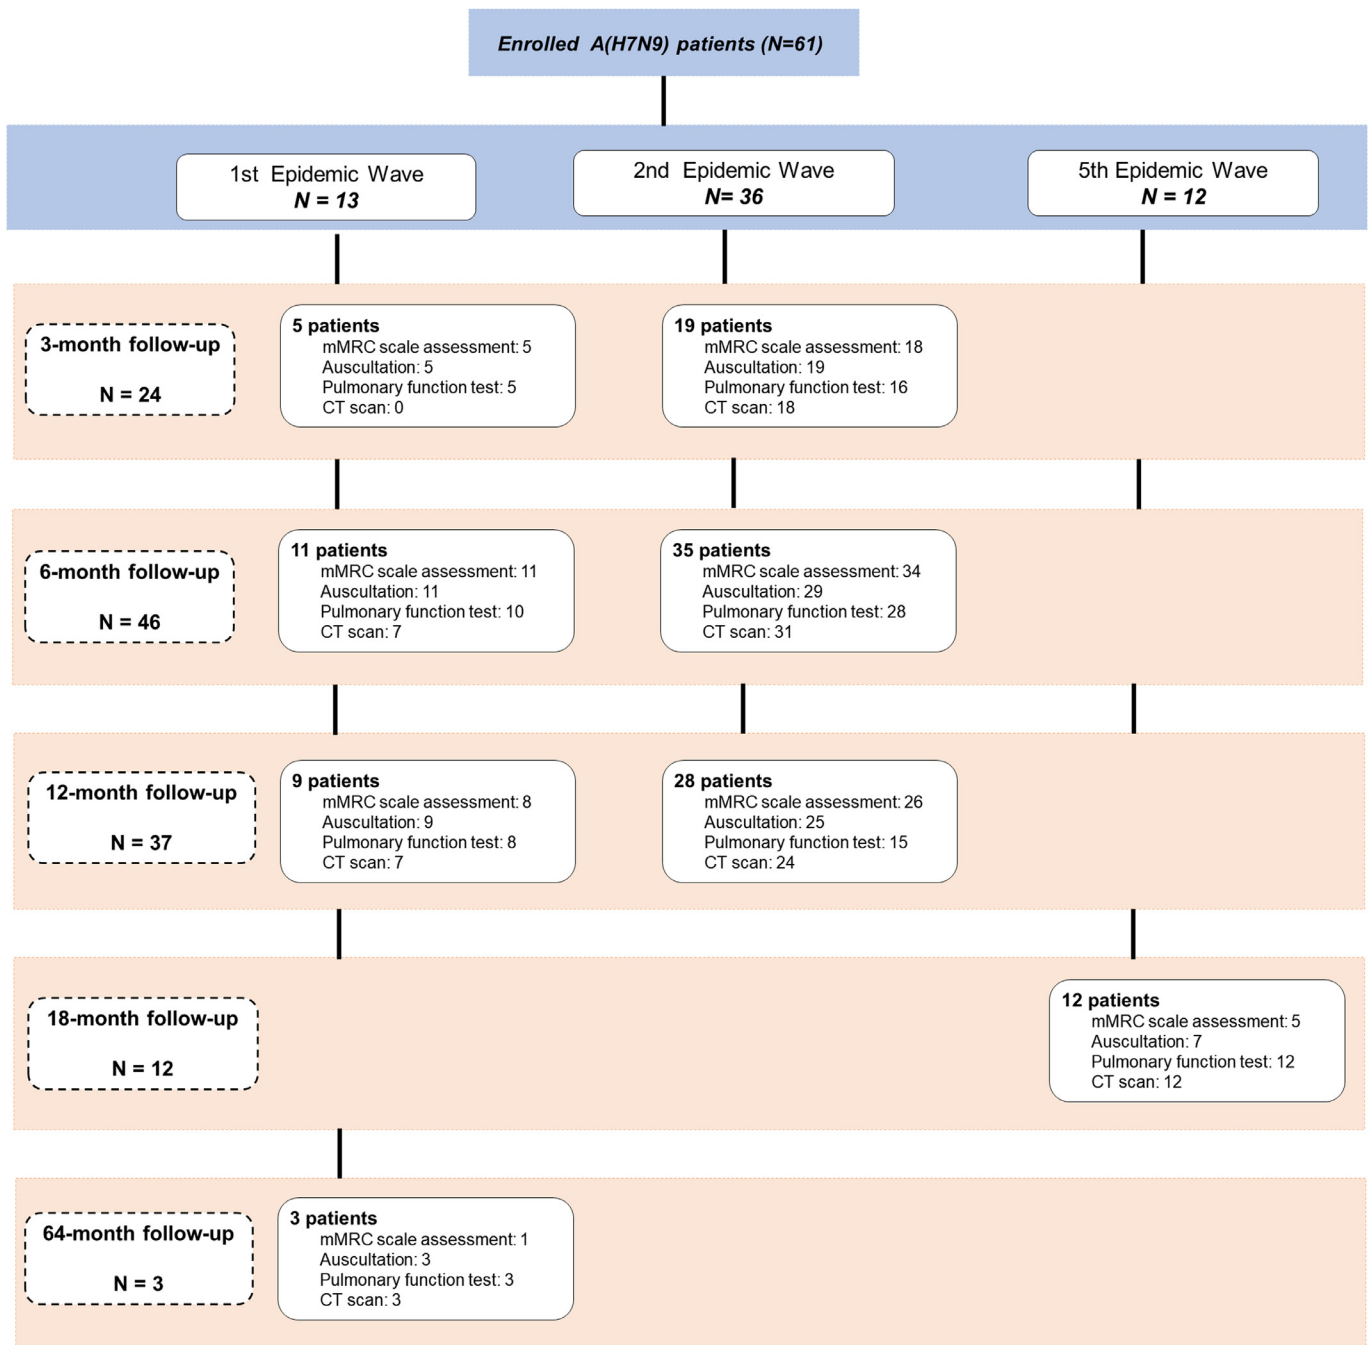 Enrolled A(H7N9) patients (N=61)
1st Epidemic Wave
N = 13
2nd Epidemic Wave
N= 36
5th Epidemic Wave
N = 12
3-month follow-up
N = 24
5 patients
mMRC scale assessment: 5
Auscultation: 5
Pulmonary function test: 5
CT scan: 0
19 patients
mMRC scale assessment: 18
Auscultation: 19
Pulmonary function test: 16
CT scan: 18
6-month follow-up
N = 46
11 patients
mMRC scale assessment: 11
Auscultation: 11
Pulmonary function test: 10
CT scan: 7
35 patients
mMRC scale assessment: 34
Auscultation: 29
Pulmonary function test: 28
CT scan: 31
12-month follow-up
N = 37
9 patients
mMRC scale assessment: 8
Auscultation: 9
Pulmonary function test: 8
CT scan: 7
28 patients
mMRC scale assessment: 26
Auscultation: 25
Pulmonary function test: 15
CT scan: 24
18-month follow-up
N = 12
12 patients
mMRC scale assessment: 5
Auscultation: 7
Pulmonary function test: 12
CT scan: 12
64-month follow-up
N = 3
3 patients
mMRC scale assessment: 1
Auscultation: 3
Pulmonary function test: 3
CT scan: 3